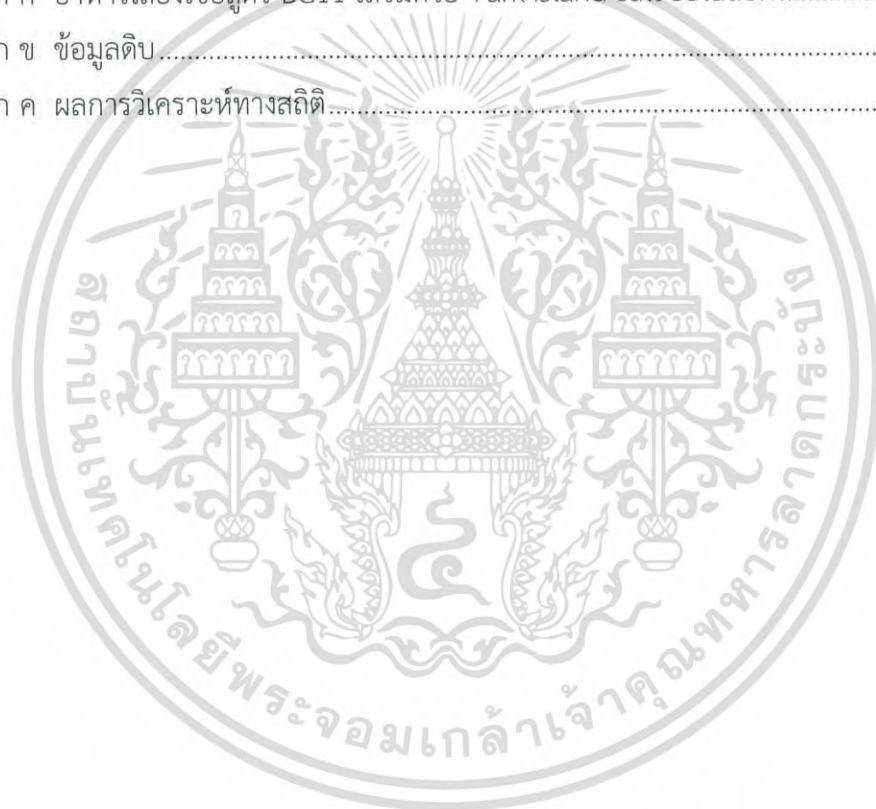 ก ข ข้อมูลดิบ
ก ค ผลการวิเคราะห์ทางสถิติ
สถาบันเทคโนโลยีพระจอมเกล้าเจ้าคุณทหารลาดกระบัง
๔